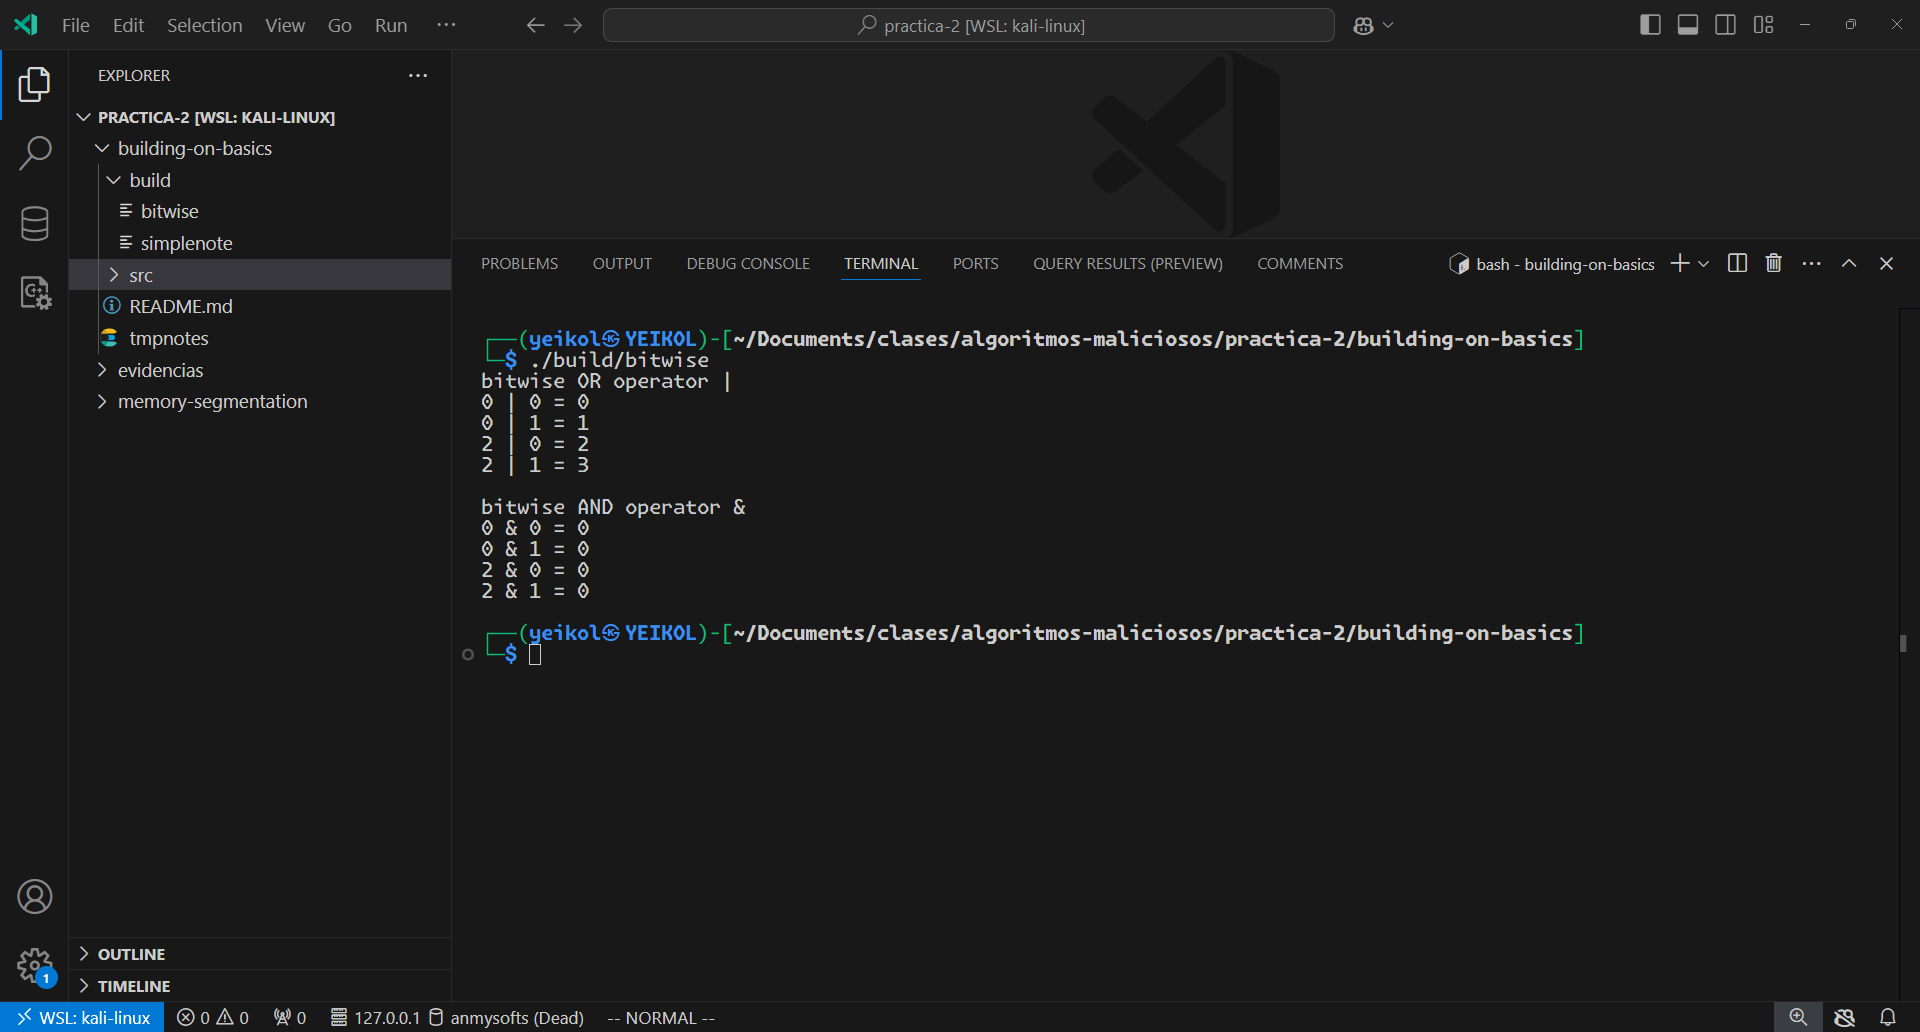 File Edit Selection View Go Run ···
practica-2 [WSL: kali-linux]
EXPLORER
PRACTICA-2 [WSL: KALI-LINUX]
building-on-basics
build
bitwise
simplenote
src
README.md
tmpnotes
evidencias
memory-segmentation
OUTLINE
TIMELINE
1
PROBLEMS OUTPUT DEBUG CONSOLE TERMINAL PORTS QUERY RESULTS (PREVIEW) COMMENTS
bash - building-on-basics
┌──(yeikol㉿YEIKOL)-[~/Documents/clases/algoritmos-maliciosos/practica-2/building-on-basics]
└─$ ./build/bitwise
bitwise OR operator |
0 | 0 = 0
0 | 1 = 1
2 | 0 = 2
2 | 1 = 3
bitwise AND operator &
0 & 0 = 0
0 & 1 = 0
2 & 0 = 0
2 & 1 = 0
┌──(yeikol㉿YEIKOL)-[~/Documents/clases/algoritmos-maliciosos/practica-2/building-on-basics]
└─$
WSL: kali-linux 0 0 0 127.0.0.1 anmysofts (Dead) -- NORMAL --